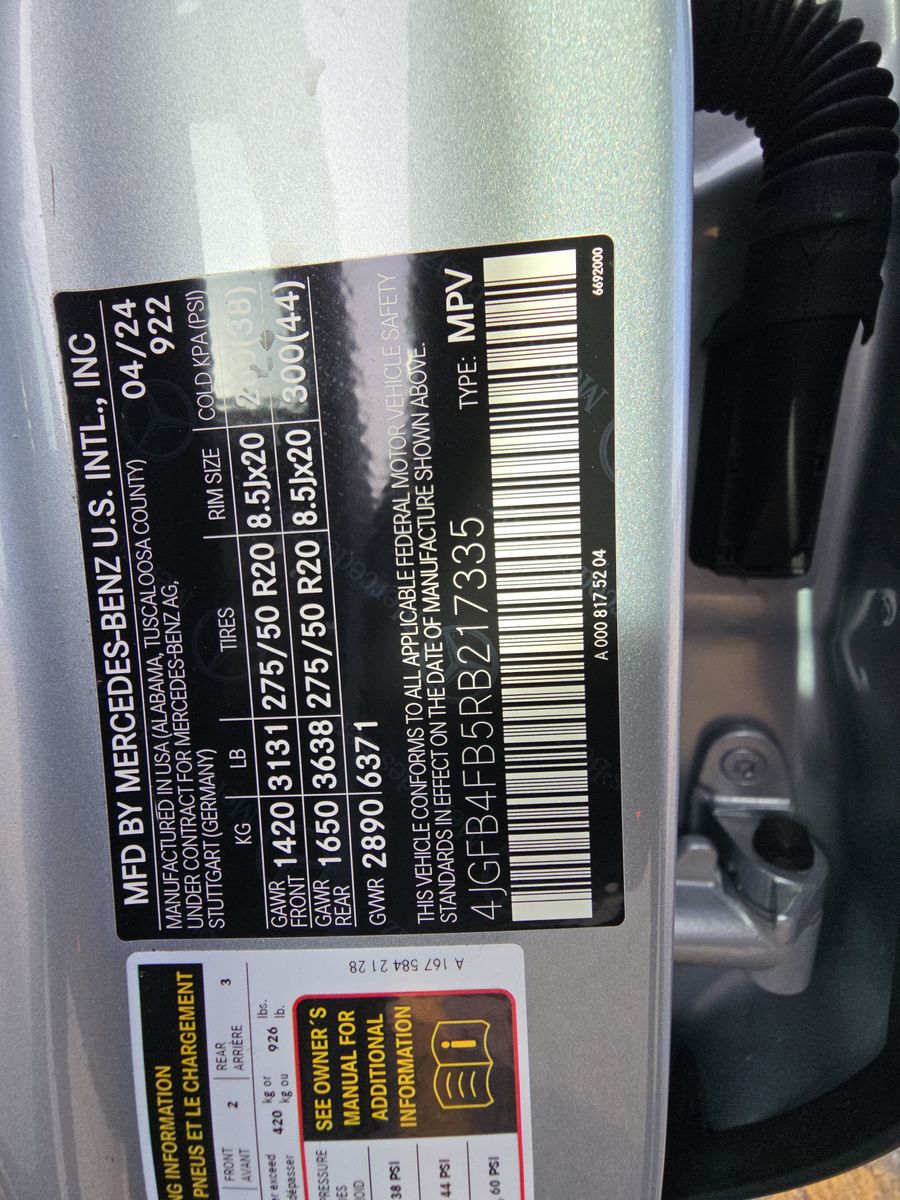 MFD BY MERCEDES-BENZ U.S. INTL., INC
MANUFACTURED IN USA (ALABAMA, TUSCALOOSA COUNTY) 04/24
UNDER CONTRACT FOR MERCEDES-BENZ AG, 922
STUTTGART (GERMANY)
KG LB TIRES RIM SIZE COLD KPA (PSI)
GAWR FRONT 1420 3131 275/50 R20 8.5Jx20 (38)
GAWR REAR 1650 3638 275/50 R20 8.5Jx20 300(44)
GVWR 2890 6371
THIS VEHICLE CONFORMS TO ALL APPLICABLE FEDERAL MOTOR VEHICLE SAFETY
STANDARDS IN EFFECT ON THE DATE OF MANUFACTURE SHOWN ABOVE.
4JGFB4FB5RB217335 TYPE: MPV
A 000 817 52 04 6692000
NG INFORMATION
PNEUS ET LE CHARGEMENT
FRONT AVANT 2 REAR ARRIÈRE 3
er exceed 420 kg or 926 lbs.
dépasser kg ou lb.
PRESSURE
38 PSI
44 PSI
60 PSI
SEE OWNER'S
MANUAL FOR
ADDITIONAL
INFORMATION
A 167 584 21 28